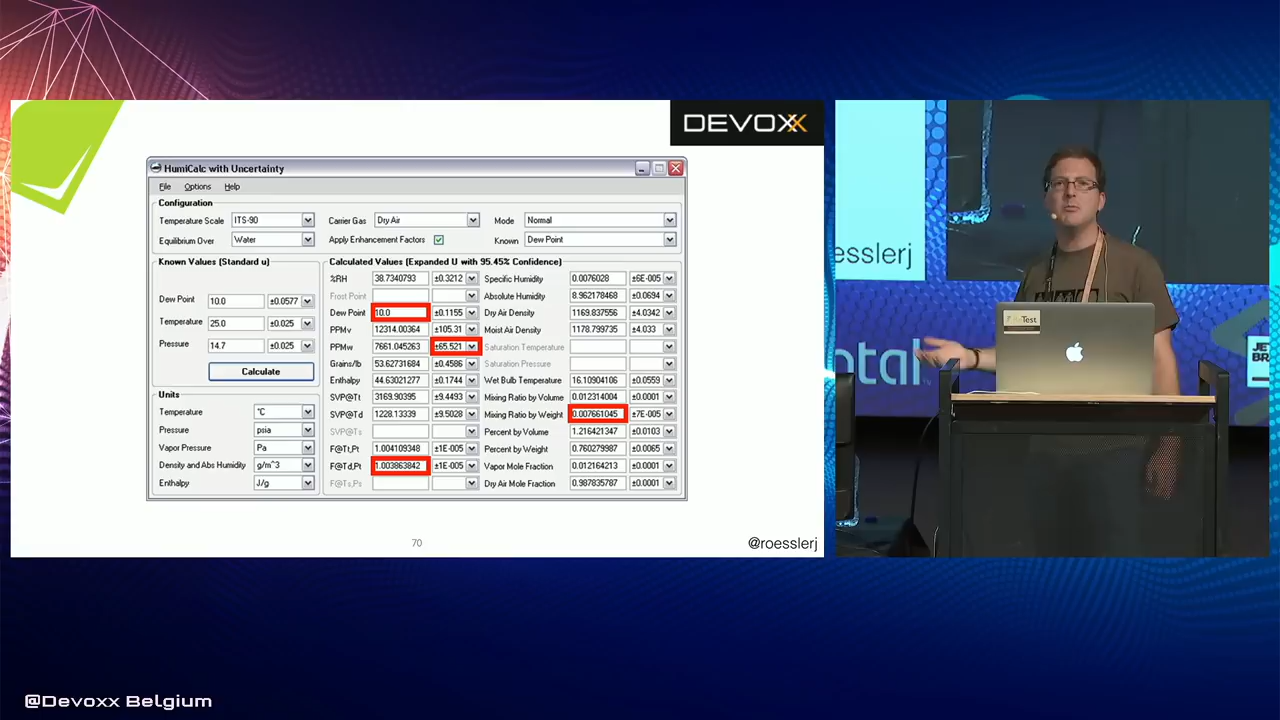 DEVOXX
HumiCalc with Uncertainty
File Options Help
Configuration
Temperature Scale ITS-90 Carrier Gas Dry Air Mode Normal
Equilibrium Over Water Apply Enhancement Factors Known Dew Point
Known Values (Standard u)
Dew Point 10.0 ±0.0577
Temperature 25.0 ±0.025
Pressure 14.7 ±0.025
Calculate
Units
Temperature °C
Pressure psia
Vapor Pressure Pa
Density and Abs Humidity g/m^3
Enthalpy J/g
Calculated Values (Expanded U with 95.45% Confidence)
%RH 38.7340793 ±0.3212 Specific Humidity 0.0076028 ±6E-005
Frost Point Absolute Humidity 8.962178468 ±0.0694
Dew Point 10.0 ±0.1155 Dry Air Density 1169.837556 ±4.0342
PPMv 12314.00364 ±105.31 Moist Air Density 1178.799735 ±4.033
PPMw 7661.045263 ±65.521 Saturation Temperature
Grains/lb 53.62731684 ±0.4586 Saturation Pressure
Enthalpy 44.63021277 ±0.1744 Wet Bulb Temperature 16.10904106 ±0.0559
SVP@Tt 3169.90395 ±9.4493 Mixing Ratio by Volume 0.012314004 ±0.0001
SVP@Td 1228.13339 ±9.5028 Mixing Ratio by Weight 0.007661045 ±7E-005
SVP@Ts Percent by Volume 1.216421347 ±0.0103
F@Tt,Pt 1.004109348 ±1E-005 Percent by Weight 0.760279987 ±0.0065
F@Td,Pt 1.003863842 ±1E-005 Vapor Mole Fraction 0.012164213 ±0.0001
F@Ts,Ps Dry Air Mole Fraction 0.987835787 ±0.0001
70
@roesslerj
esslerj
Test
otal
JET
BRA
@Devoxx Belgium